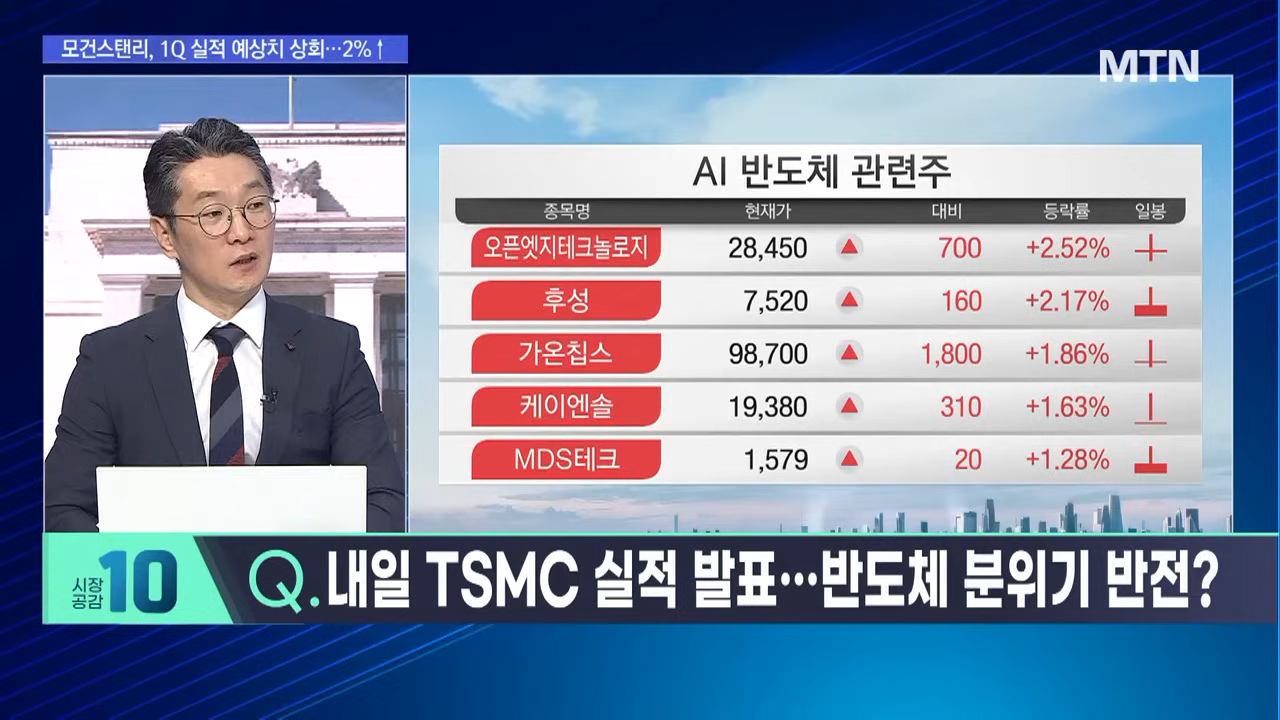 모건스탠리, 1Q 실적 예상치 상회…2%↑
MTN
AI 반도체 관련주
종목명 현재가 대비 등락률 일봉
오픈엣지테크놀로지 28,450 ▲ 700 +2.52%
후성 7,520 ▲ 160 +2.17%
가온칩스 98,700 ▲ 1,800 +1.86%
케이엔솔 19,380 ▲ 310 +1.63%
MDS테크 1,579 ▲ 20 +1.28%
시장공감 10
Q. 내일 TSMC 실적 발표…반도체 분위기 반전?